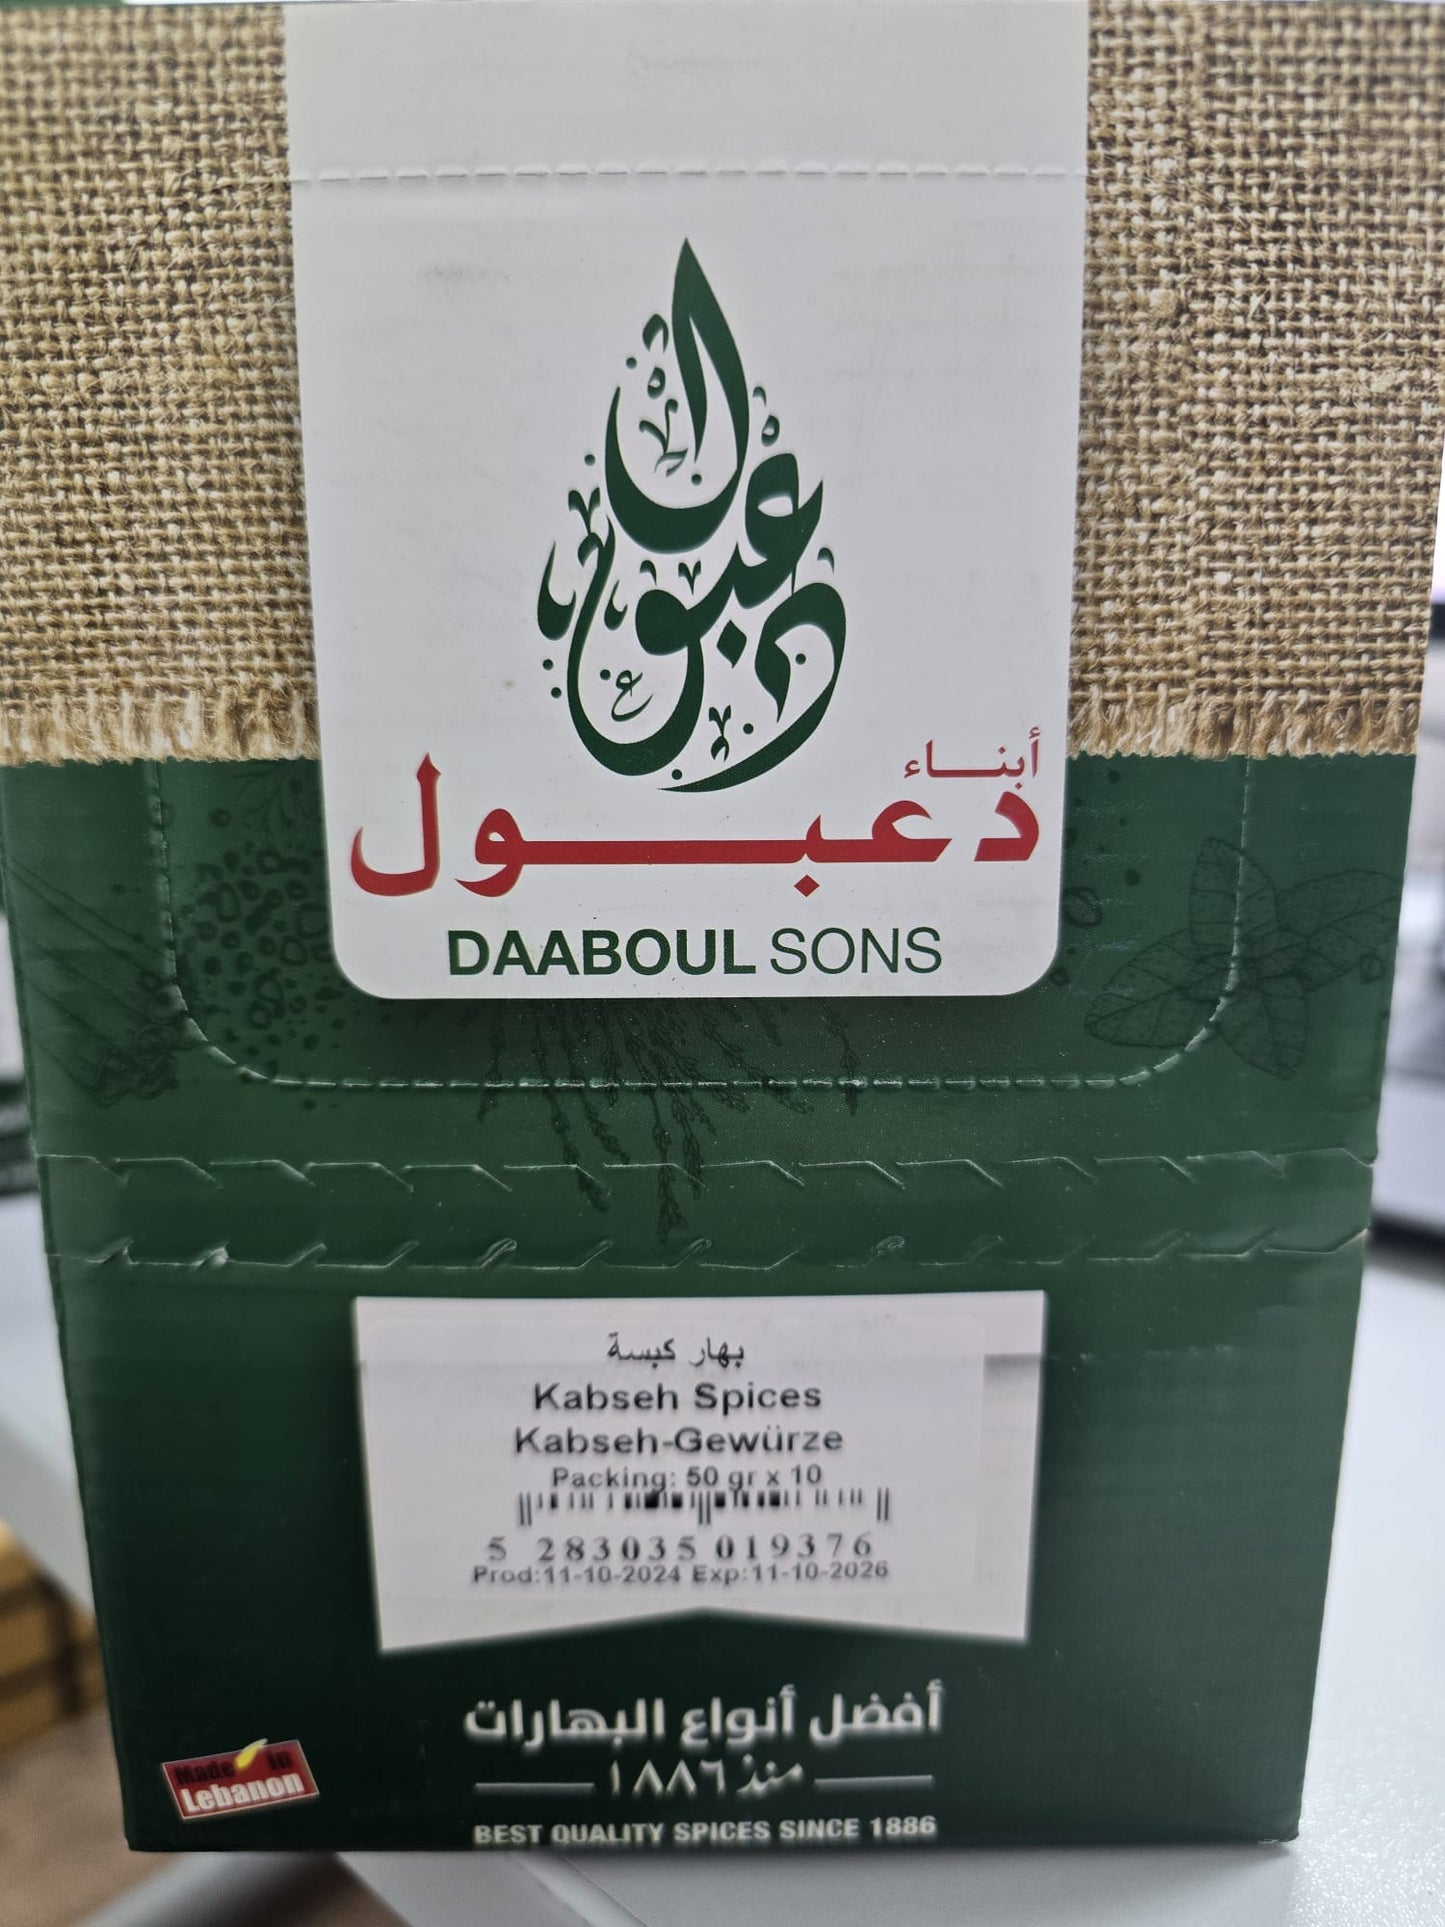 دعبول
أبناء
دعبول
DAABOUL SONS
بهار كبسة
Kabseh Spices
Kabseh-Gewürze
Packing: 50 gr x 10
5 283035 019376
Prod:11-10-2024 Exp:11-10-2026
أفضل أنواع البهارات
منذ ١٨٨٦
BEST QUALITY SPICES SINCE 1886
Made in
Lebanon